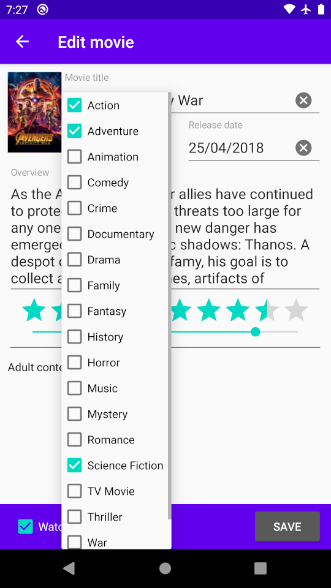 7:27
Edit movie
Movie title
War
Release date
25/04/2018
Overview
As the A r allies have continued
to prote threats too large for
any one new danger has
emerge c shadows: Thanos. A
despot famy, his goal is to
collect a nes, artifacts of
Adult conte
Action
Adventure
Animation
Comedy
Crime
Documentary
Drama
Family
Fantasy
History
Horror
Music
Mystery
Romance
Science Fiction
TV Movie
Thriller
War
Watc
SAVE